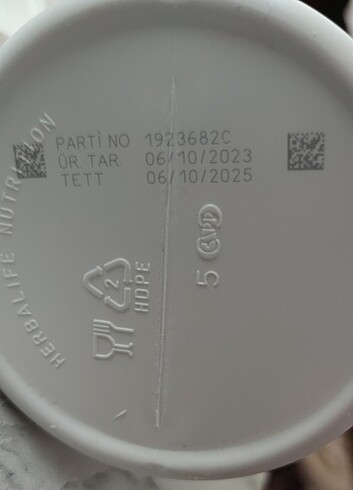 PARTİ NO 1923682C
ÜR. TAR. 06/10/2023
TETT 06/10/2025
HERBALIFE NUTRITION
2
HDPE
5